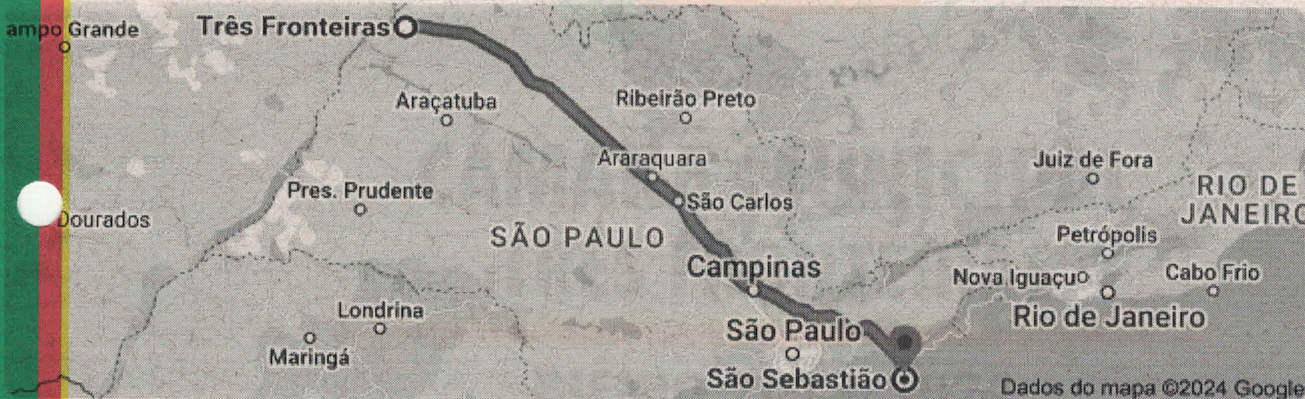 ampo Grande
Três Fronteiras
Araçatuba
Ribeirão Preto
Araraquara
Juiz de Fora
Pres. Prudente
São Carlos
RIO DE
JANEIRO
Dourados
SÃO PAULO
Petrópolis
Campinas
Nova Iguaçu
Cabo Frio
Londrina
Rio de Janeiro
São Paulo
Maringá
São Sebastião
Dados do mapa ©2024 Google